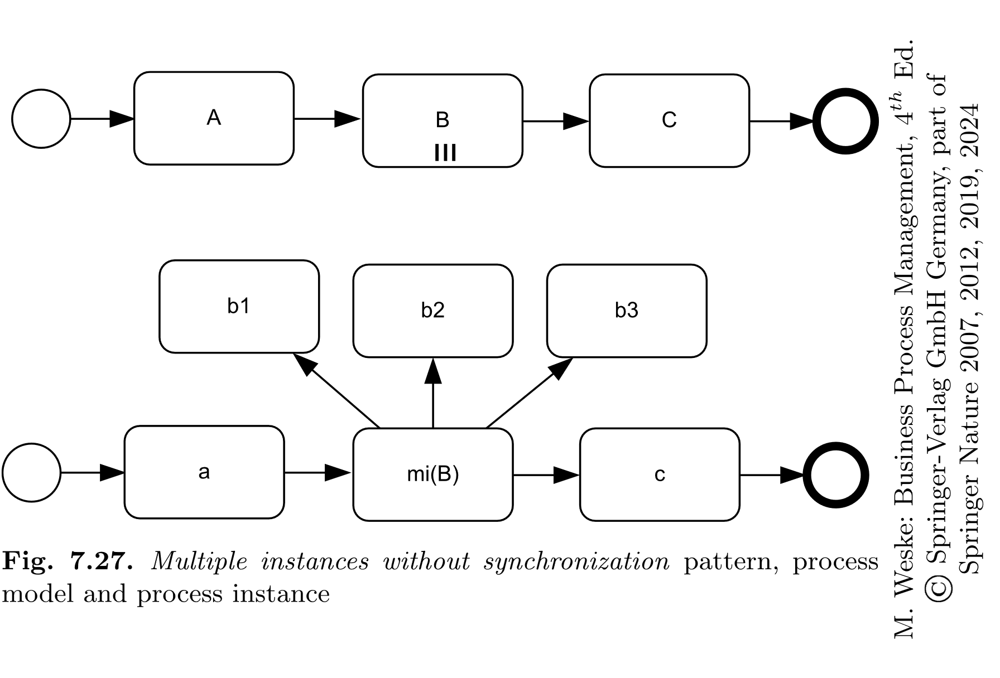 A
B
C
b1
b2
b3
a
mi(B)
c
Fig. 7.27. Multiple instances without synchronization pattern, process
model and process instance
M. Weske: Business Process Management, 4th Ed.
© Springer-Verlag GmbH Germany, part of
Springer Nature 2007, 2012, 2019, 2024